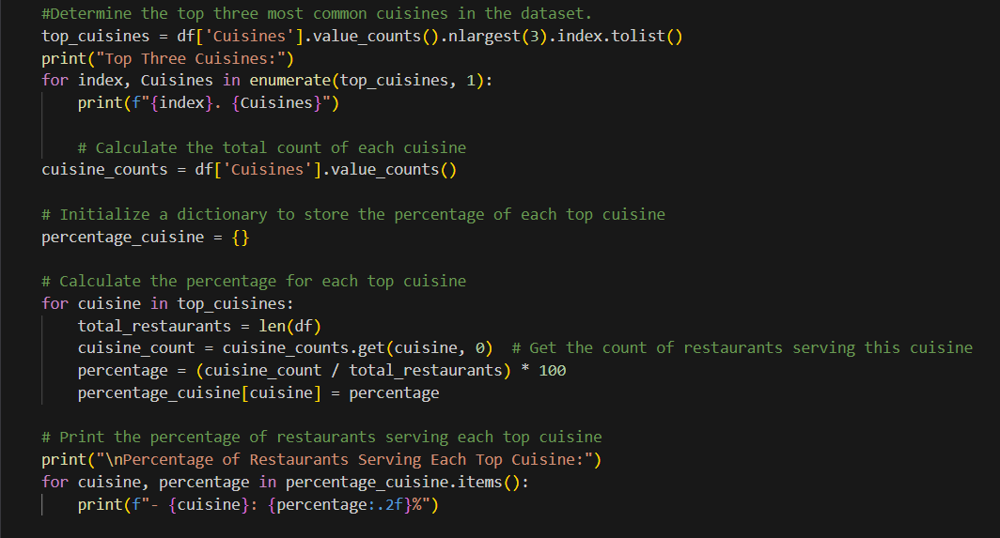 #Determine the top three most common cuisines in the dataset.
top_cuisines = df['Cuisines'].value_counts().nlargest(3).index.tolist()
print("Top Three Cuisines:")
for index, Cuisines in enumerate(top_cuisines, 1):
    print(f"{index}. {Cuisines}")

    # Calculate the total count of each cuisine
cuisine_counts = df['Cuisines'].value_counts()

# Initialize a dictionary to store the percentage of each top cuisine
percentage_cuisine = {}

# Calculate the percentage for each top cuisine
for cuisine in top_cuisines:
    total_restaurants = len(df)
    cuisine_count = cuisine_counts.get(cuisine, 0)  # Get the count of restaurants serving this cuisine
    percentage = (cuisine_count / total_restaurants) * 100
    percentage_cuisine[cuisine] = percentage

# Print the percentage of restaurants serving each top cuisine
print("\nPercentage of Restaurants Serving Each Top Cuisine:")
for cuisine, percentage in percentage_cuisine.items():
    print(f"- {cuisine}: {percentage:.2f}%")